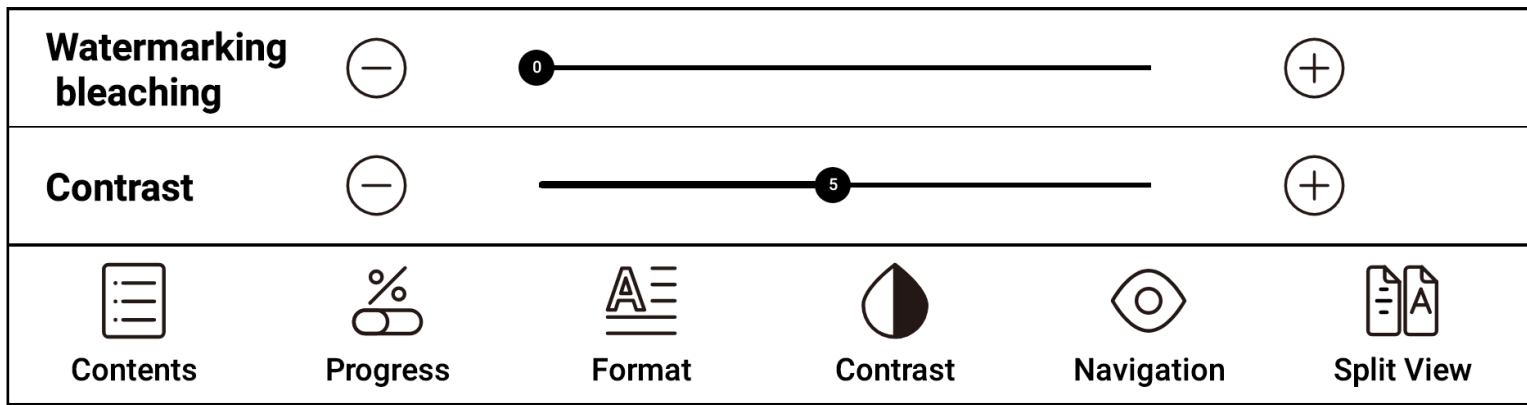 Watermarking
bleaching
0
Contrast
5
Contents Progress Format Contrast Navigation Split View